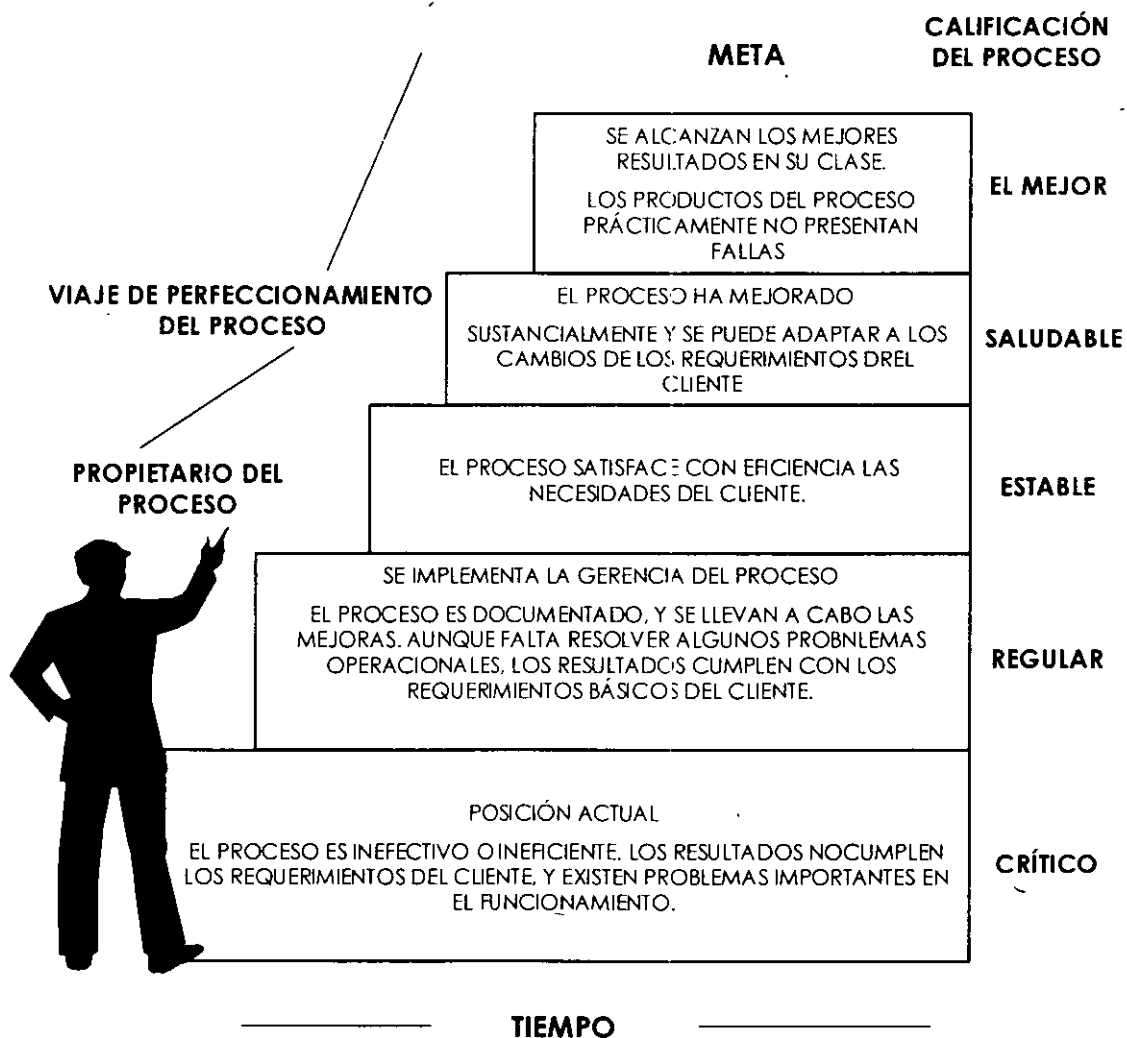 CALIFICACIÓN
DEL PROCESO
META
SE ALCANZAN LOS MEJORES
RESULTADOS EN SU CLASE.
LOS PRODUCTOS DEL PROCESO
PRÁCTICAMENTE NO PRESENTAN
FALLAS
EL MEJOR
VIAJE DE PERFECCIONAMIENTO
DEL PROCESO
EL PROCESO HA MEJORADO
SUSTANCIALMENTE Y SE PUEDE ADAPTAR A LOS
CAMBIOS DE LOS REQUERIMIENTOS DREL
CLIENTE
SALUDABLE
PROPIETARIO DEL
PROCESO
EL PROCESO SATISFACE CON EFICIENCIA LAS
NECESIDADES DEL CLIENTE.
ESTABLE
SE IMPLEMENTA LA GERENCIA DEL PROCESO
EL PROCESO ES DOCUMENTADO, Y SE LLEVAN A CABO LAS
MEJORAS. AUNQUE FALTA RESOLVER ALGUNOS PROBNLEMAS
OPERACIONALES, LOS RESULTADOS CUMPLEN CON LOS
REQUERIMIENTOS BÁSICOS DEL CLIENTE.
REGULAR
POSICIÓN ACTUAL
EL PROCESO ES INEFECTIVO O INEFICIENTE. LOS RESULTADOS NOCUMPLEN
LOS REQUERIMIENTOS DEL CLIENTE, Y EXISTEN PROBLEMAS IMPORTANTES EN
EL FUNCIONAMIENTO.
CRÍTICO
TIEMPO